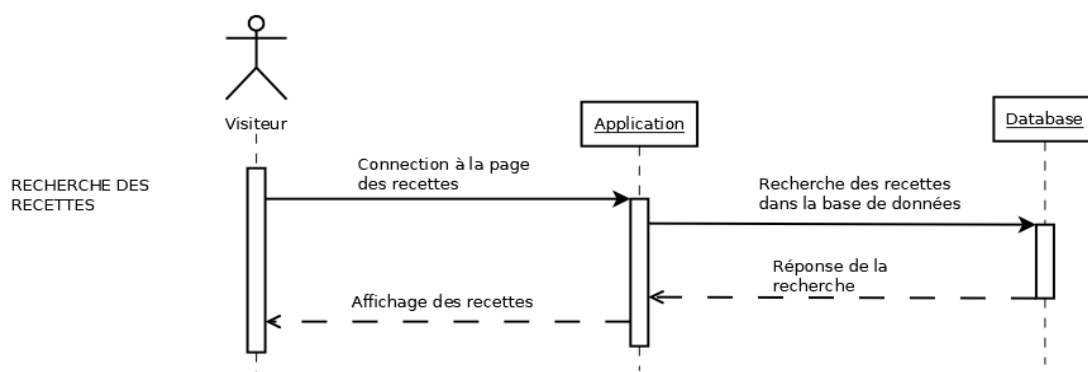 Visiteur
Application
Database
RECHERCHE DES
RECETTES
Connection à la page
des recettes
Recherche des recettes
dans la base de données
Réponse de la
recherche
Affichage des recettes